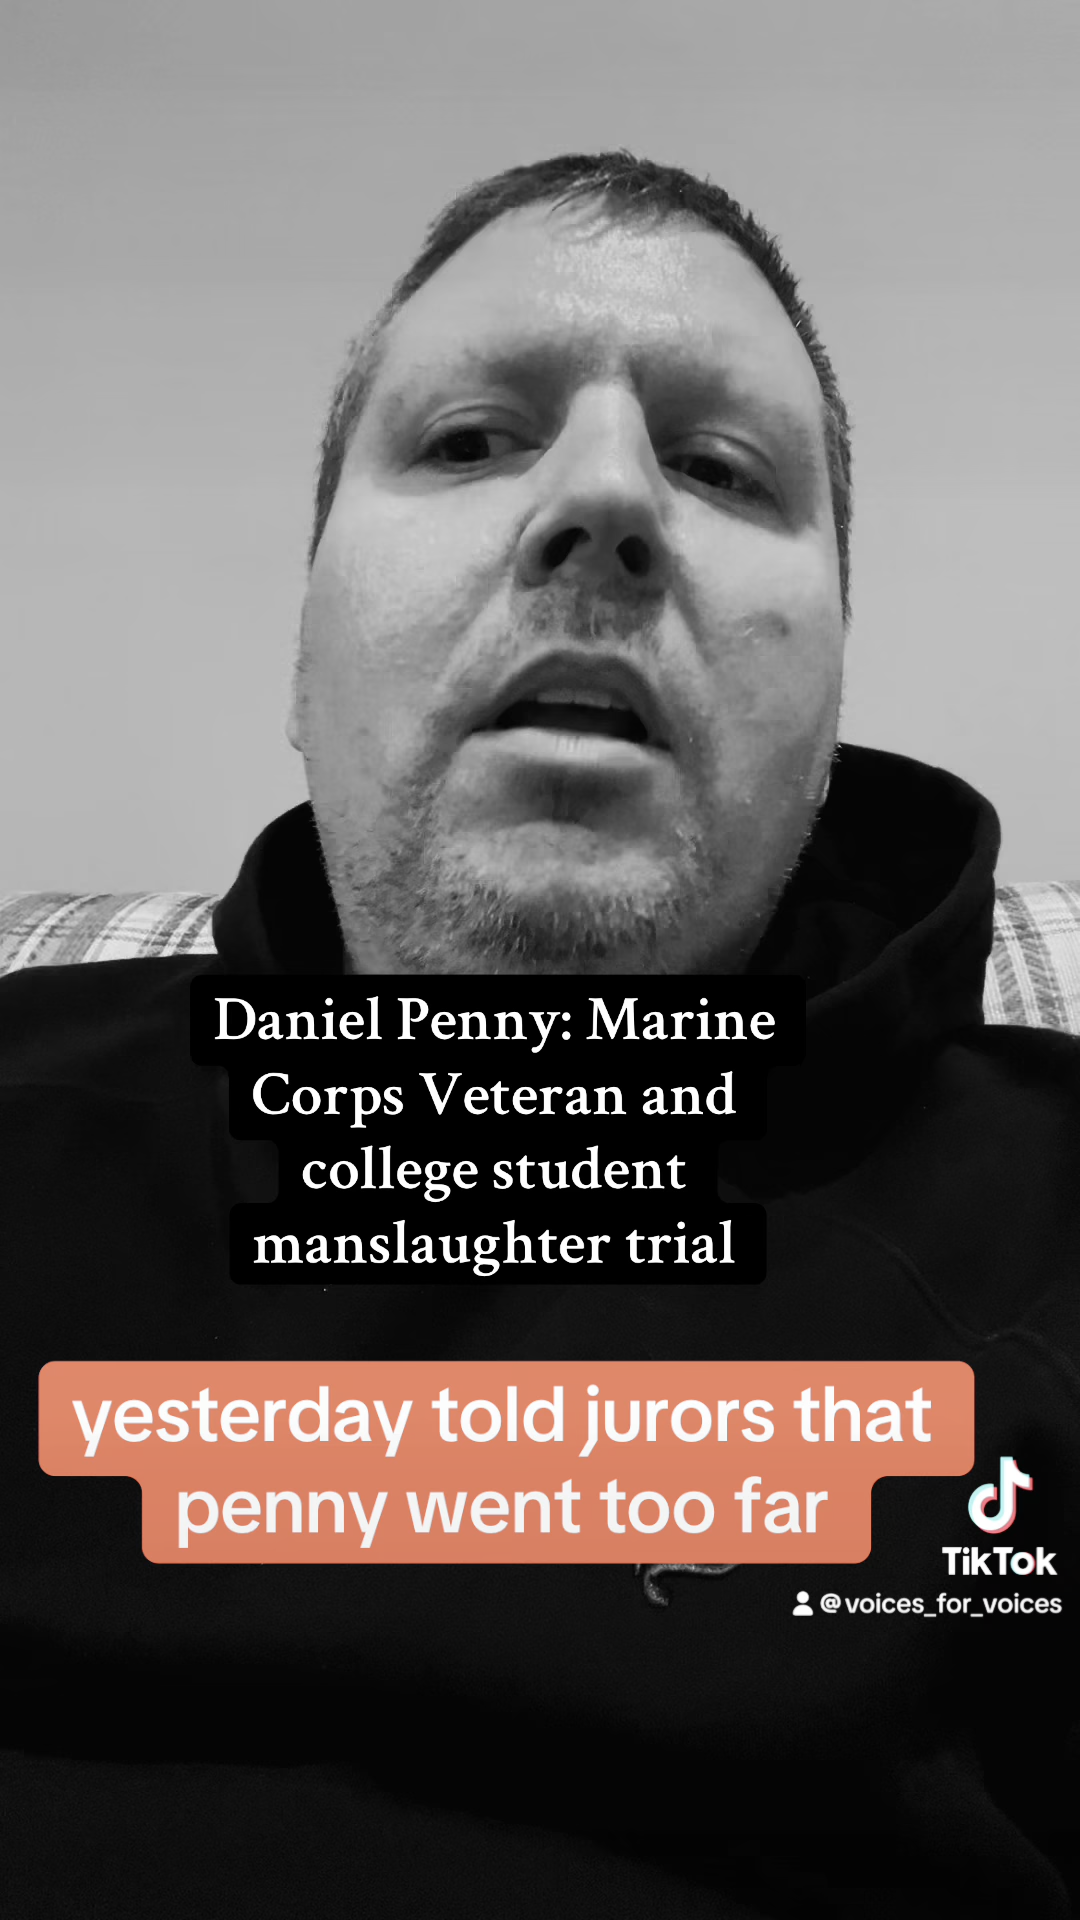 Daniel Penny: Marine
Corps Veteran and
college student
manslaughter trial
yesterday told jurors that
penny went too far
TikTok
@voices_for_voices